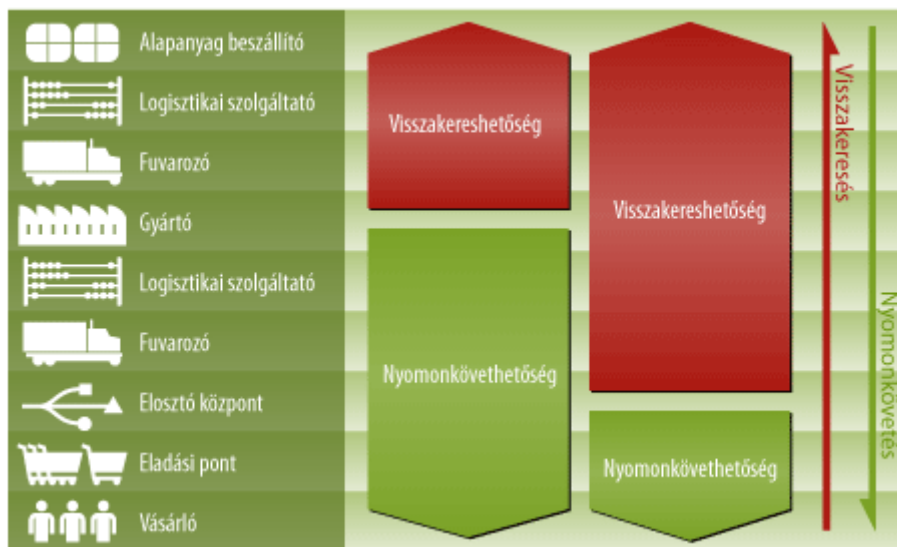 Alapanyag beszállító
Logisztikai szolgáltató
Fuvarozó
Gyártó
Logisztikai szolgáltató
Fuvarozó
Elosztó központ
Eladási pont
Vásárló
Visszakereshetőség
Nyomonkövethetőség
Visszakereshetőség
Nyomonkövethetőség
Visszakeresés
Nyomonkövetés